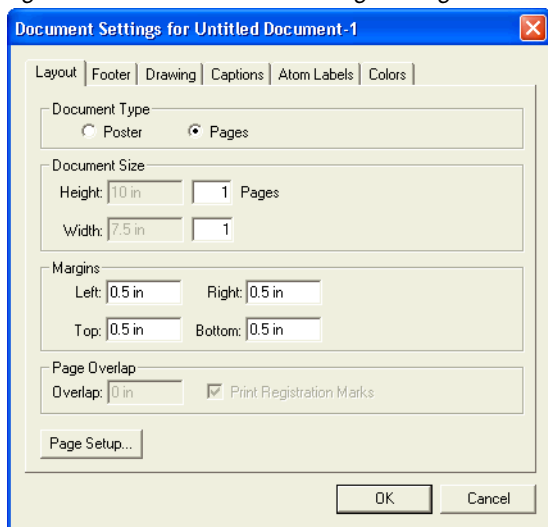 Document Settings for Untitled Document-1
Layout Footer Drawing Captions Atom Labels Colors
Document Type
Poster Pages
Document Size
Height: 10 in 1 Pages
Width: 7.5 in 1
Margins
Left: 0.5 in Right: 0.5 in
Top: 0.5 in Bottom: 0.5 in
Page Overlap
Overlap: 0 in Print Registration Marks
Page Setup...
OK Cancel